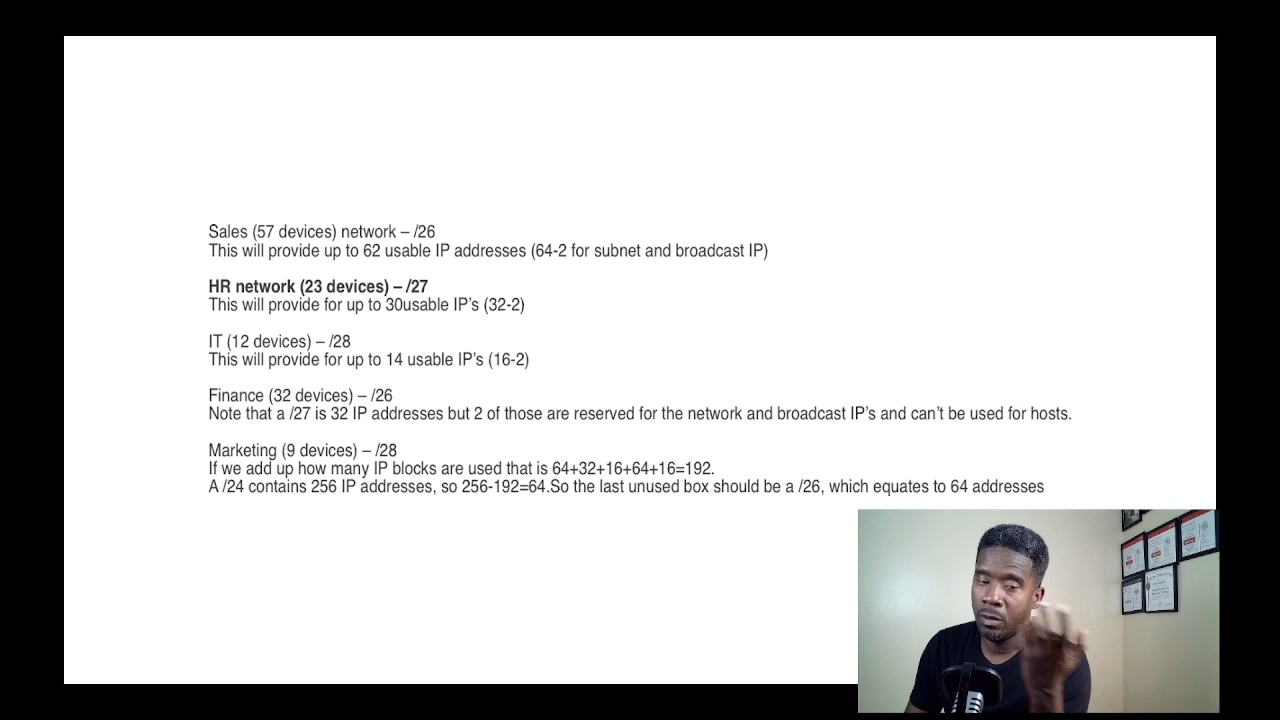 Sales (57 devices) network – /26
This will provide up to 62 usable IP addresses (64-2 for subnet and broadcast IP)
HR network (23 devices) – /27
This will provide for up to 30usable IP’s (32-2)
IT (12 devices) – /28
This will provide for up to 14 usable IP’s (16-2)
Finance (32 devices) – /26
Note that a /27 is 32 IP addresses but 2 of those are reserved for the network and broadcast IP’s and can’t be used for hosts.
Marketing (9 devices) – /28
If we add up how many IP blocks are used that is 64+32+16+64+16=192.
A /24 contains 256 IP addresses, so 256-192=64.So the last unused box should be a /26, which equates to 64 addresses